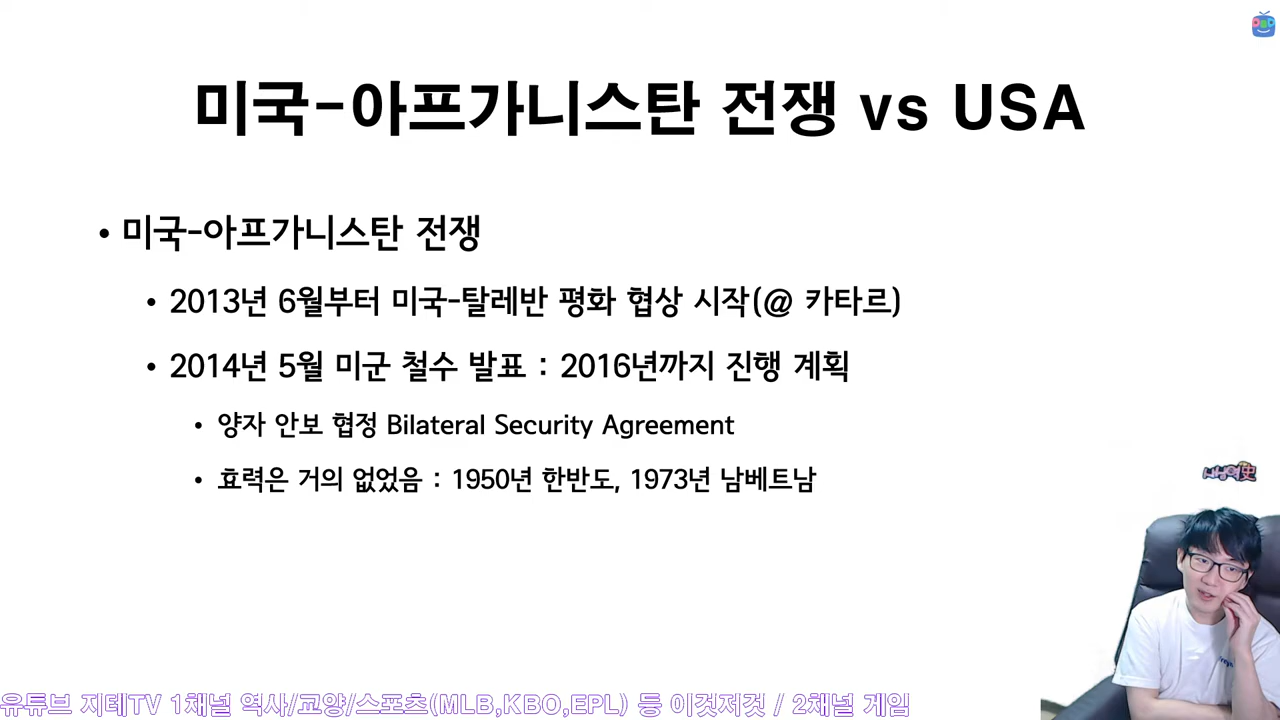 미국-아프가니스탄 전쟁 vs USA
• 미국-아프가니스탄 전쟁
• 2013년 6월부터 미국-탈레반 평화 협상 시작(@ 카타르)
• 2014년 5월 미군 철수 발표 : 2016년까지 진행 계획
• 양자 안보 협정 Bilateral Security Agreement
• 효력은 거의 없었음 : 1950년 한반도, 1973년 남베트남
유튜브 지테TV 1채널 역사/교양/스포츠(MLB,KBO,EPL) 등 이것저것 / 2채널 게임